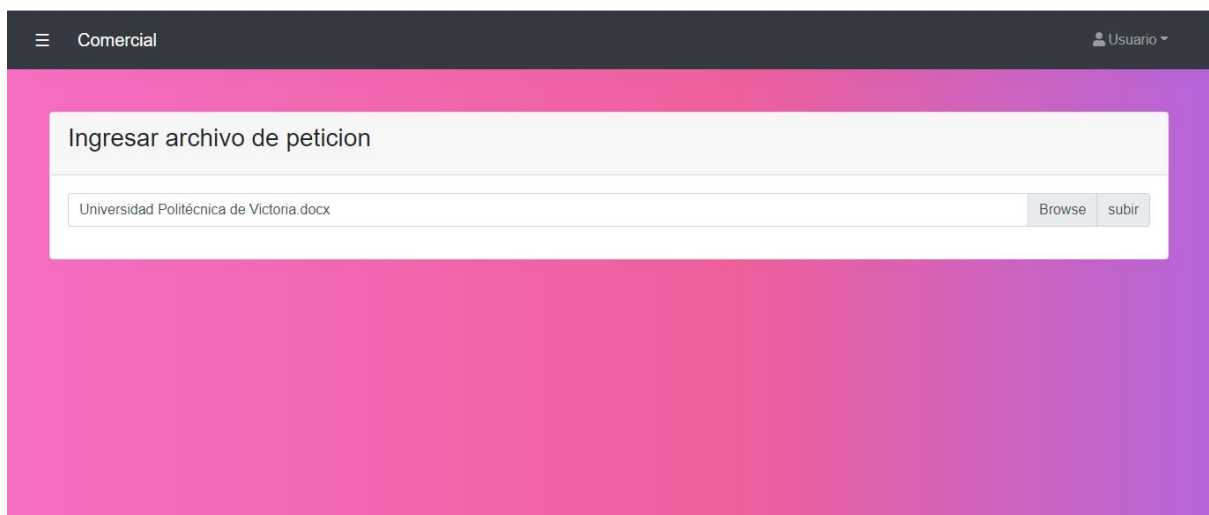 ☰ Comercial Usuario
Ingresar archivo de peticion
Universidad Politécnica de Victoria.docx Browse subir